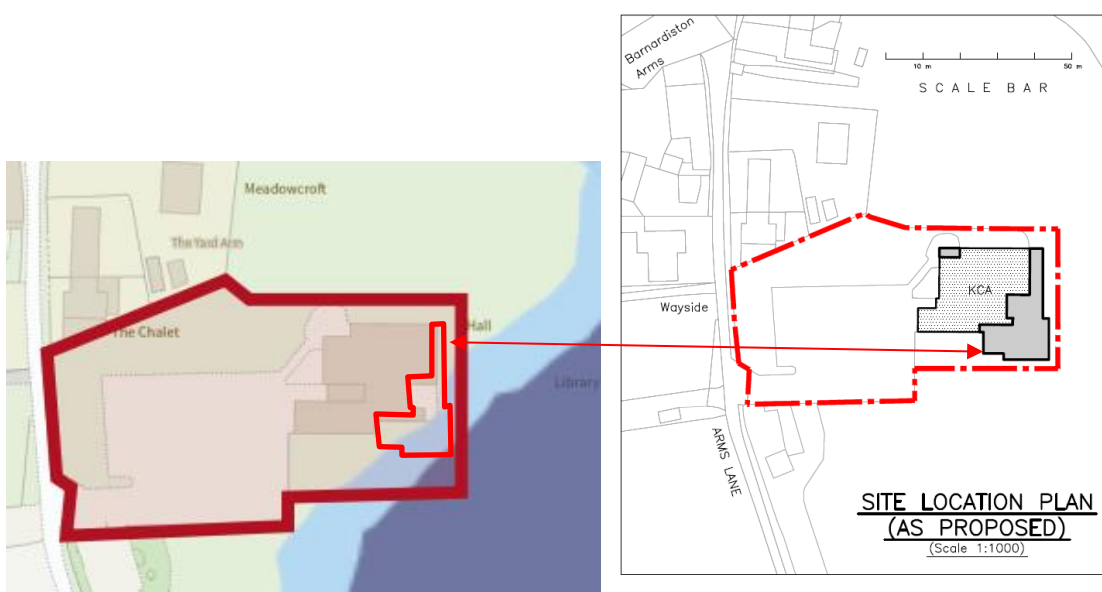 Meadowcroft
The Yard Arm
The Chalet
Hall
Library
Barnardiston
Arms
10 m
50 m
SCALE BAR
KCA
Wayside
ARMS LANE
SITE LOCATION PLAN
(AS PROPOSED)
(Scale 1:1000)